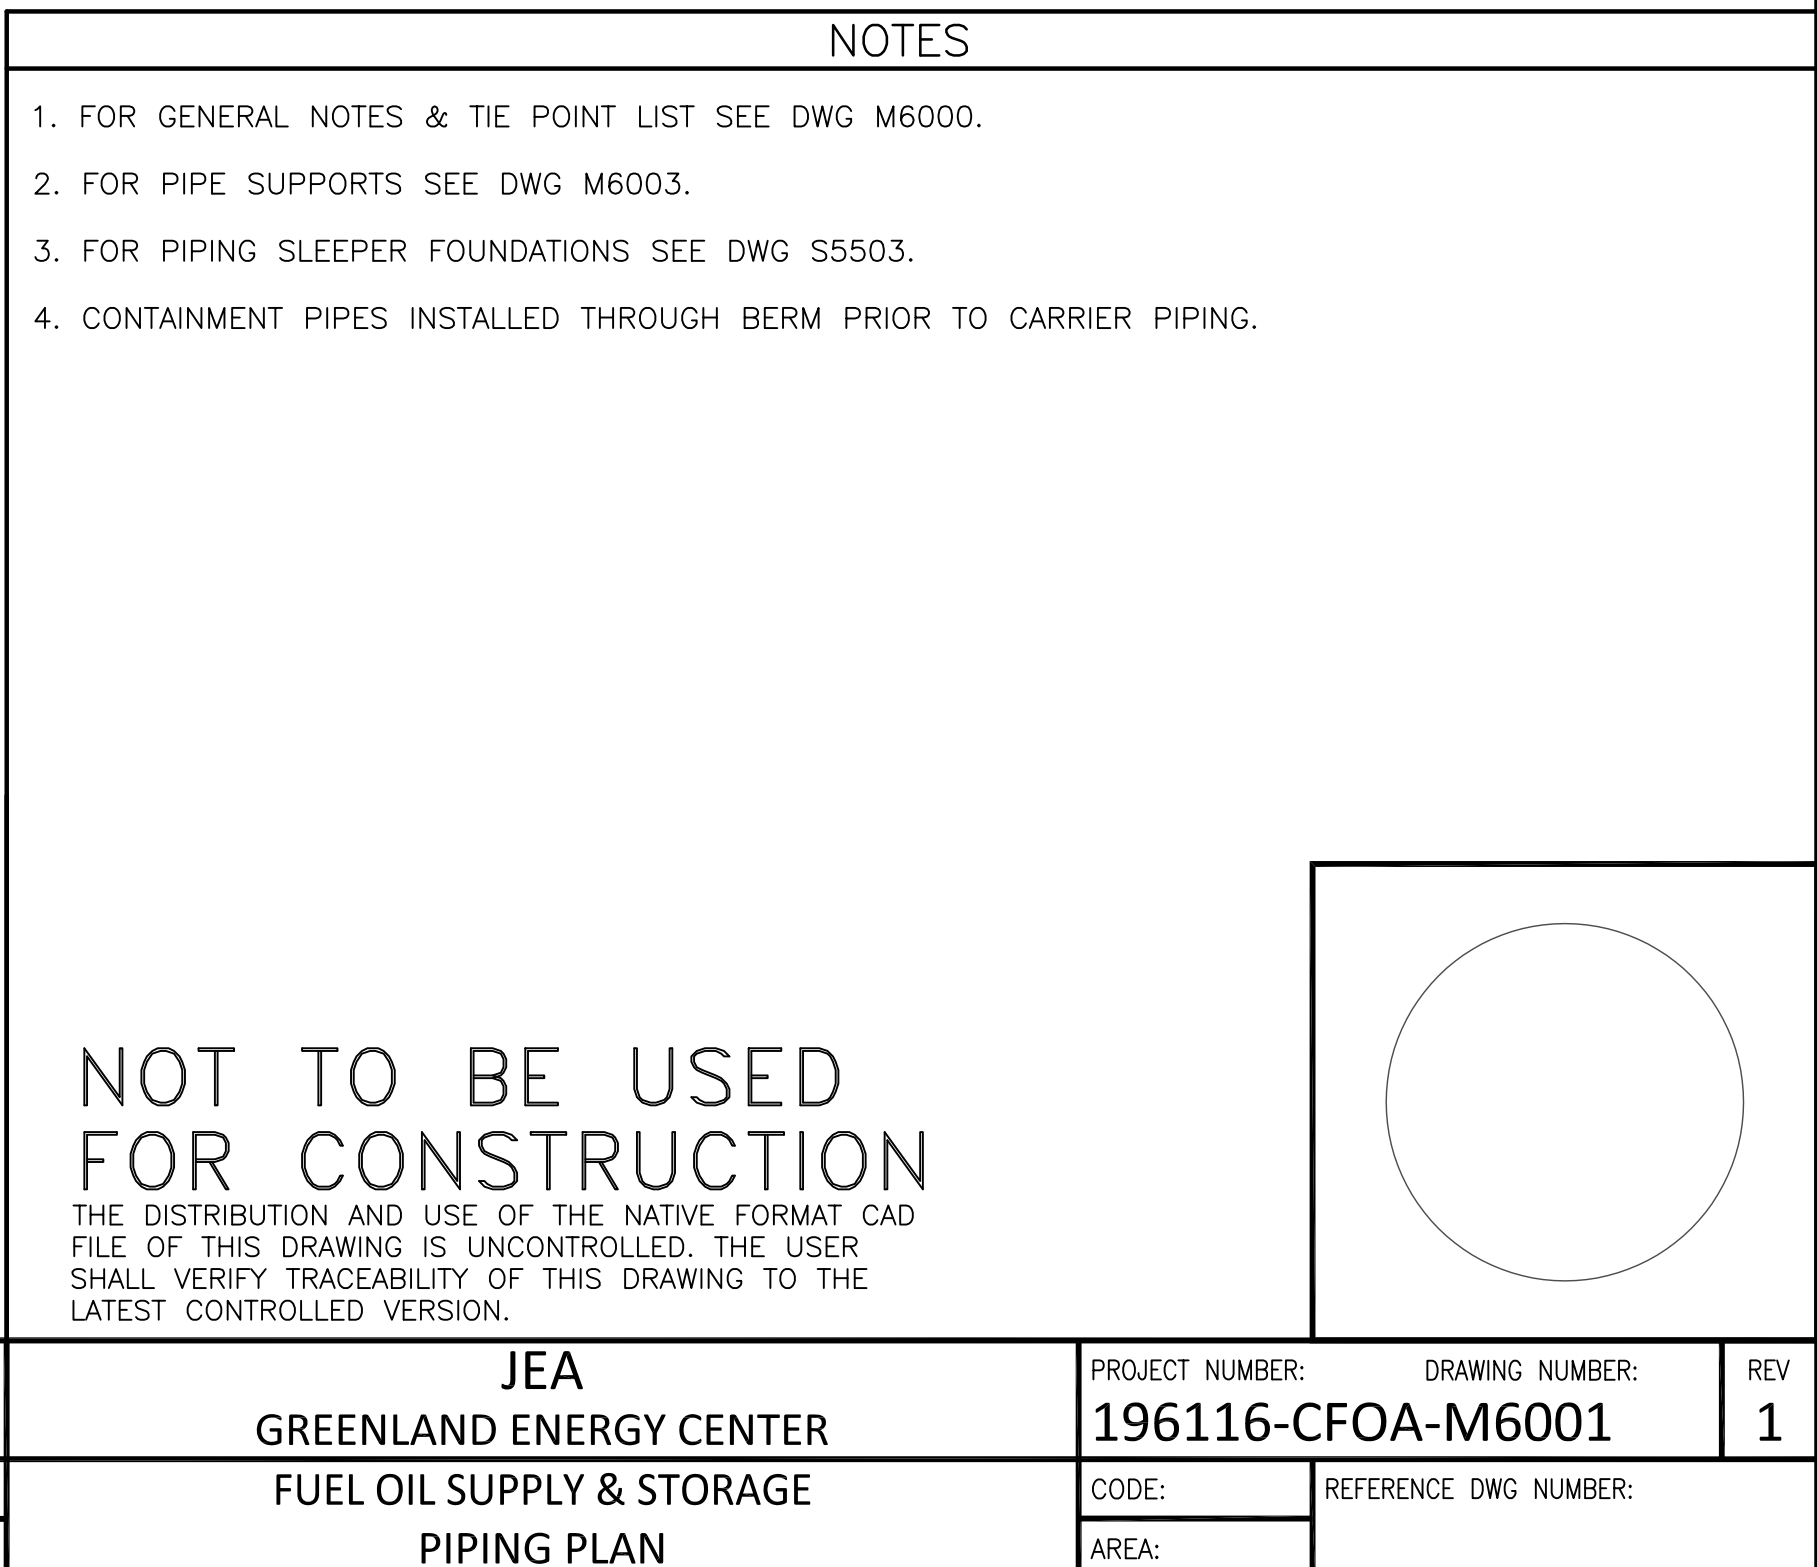 NOTES
1. FOR GENERAL NOTES & TIE POINT LIST SEE DWG M6000.
2. FOR PIPE SUPPORTS SEE DWG M6003.
3. FOR PIPING SLEEPER FOUNDATIONS SEE DWG S5503.
4. CONTAINMENT PIPES INSTALLED THROUGH BERM PRIOR TO CARRIER PIPING.
NOT TO BE USED
FOR CONSTRUCTION
THE DISTRIBUTION AND USE OF THE NATIVE FORMAT CAD
FILE OF THIS DRAWING IS UNCONTROLLED. THE USER
SHALL VERIFY TRACEABILITY OF THIS DRAWING TO THE
LATEST CONTROLLED VERSION.
JEA
GREENLAND ENERGY CENTER
FUEL OIL SUPPLY & STORAGE
PIPING PLAN
PROJECT NUMBER: DRAWING NUMBER: REV
196116-CFOA-M6001 1
CODE: REFERENCE DWG NUMBER:
AREA: